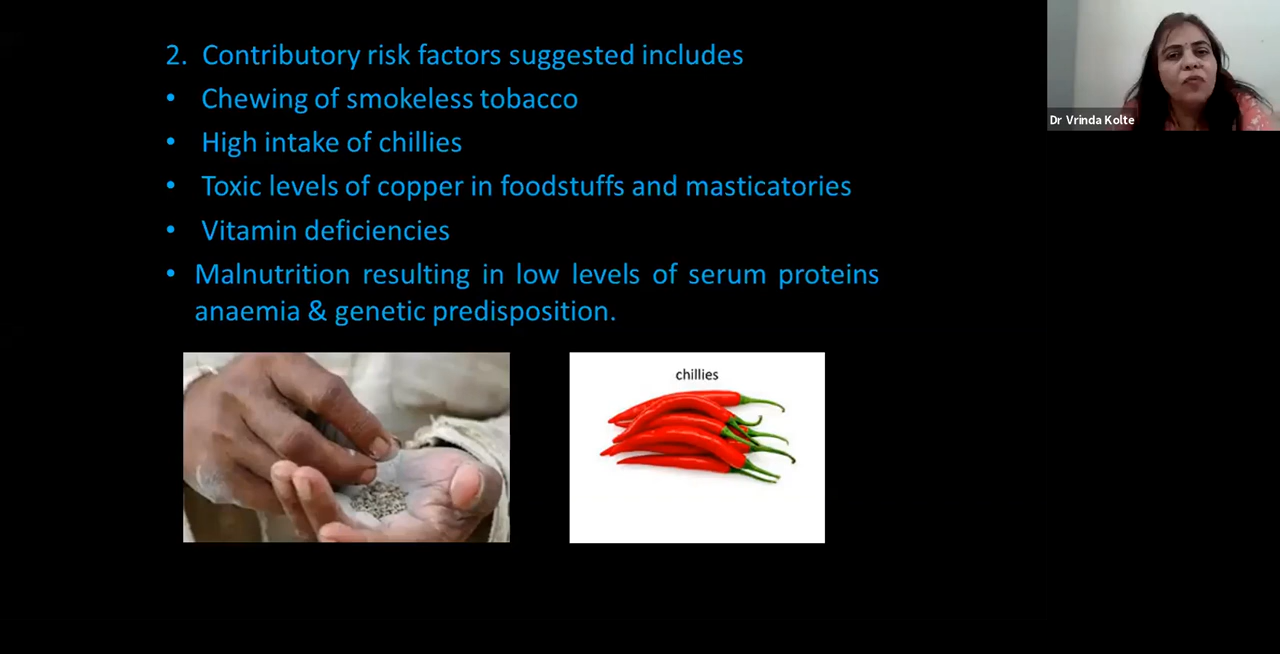 2. Contributory risk factors suggested includes
• Chewing of smokeless tobacco
• High intake of chillies
• Toxic levels of copper in foodstuffs and masticatories
• Vitamin deficiencies
• Malnutrition resulting in low levels of serum proteins
anaemia & genetic predisposition.
chillies
Dr Vrinda Kolte